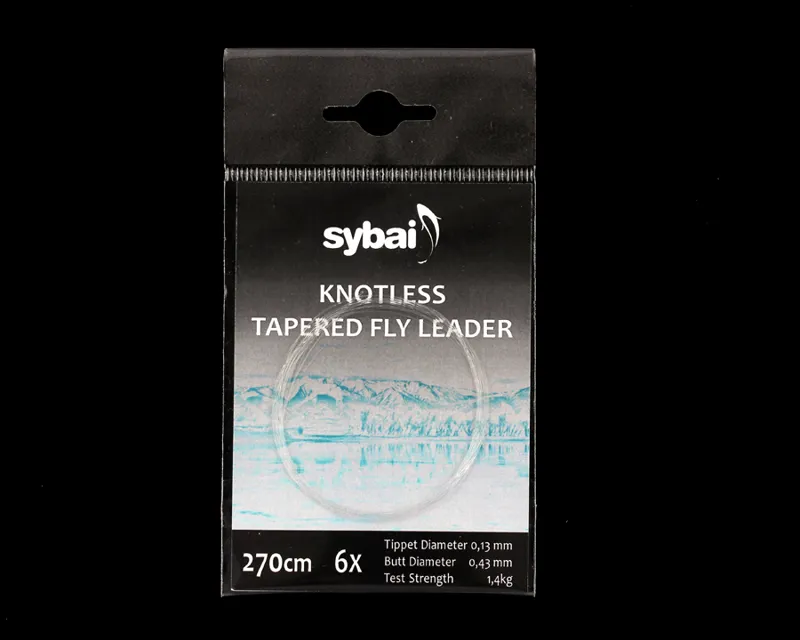 sybai
KNOTLESS
TAPERED FLY LEADER
270cm 6X
Tippet Diameter 0,13 mm
Butt Diameter 0,43 mm
Test Strength 1,4kg